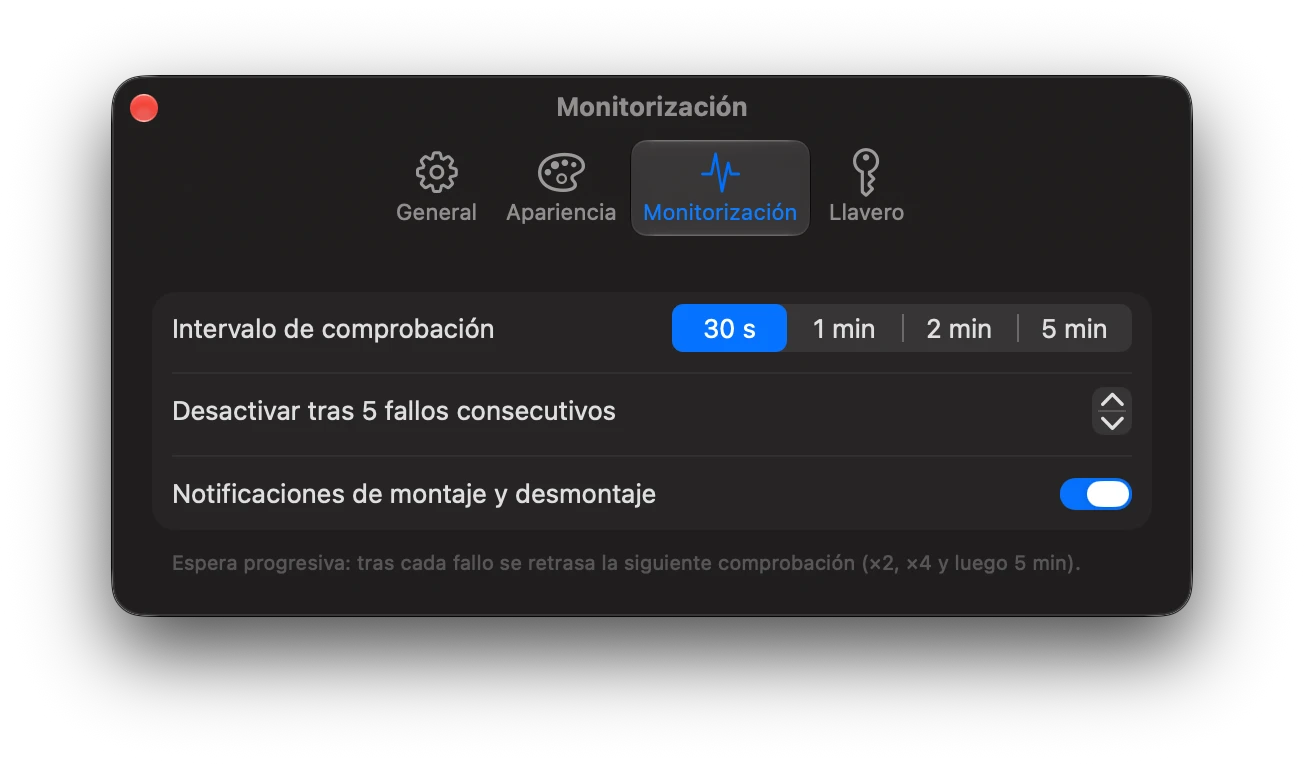 Monitorización
General
Apariencia
Monitorización
Llavero
Intervalo de comprobación
30 s
1 min
2 min
5 min
Desactivar tras 5 fallos consecutivos
Notificaciones de montaje y desmontaje
Espera progresiva: tras cada fallo se retrasa la siguiente comprobación (×2, ×4 y luego 5 min).